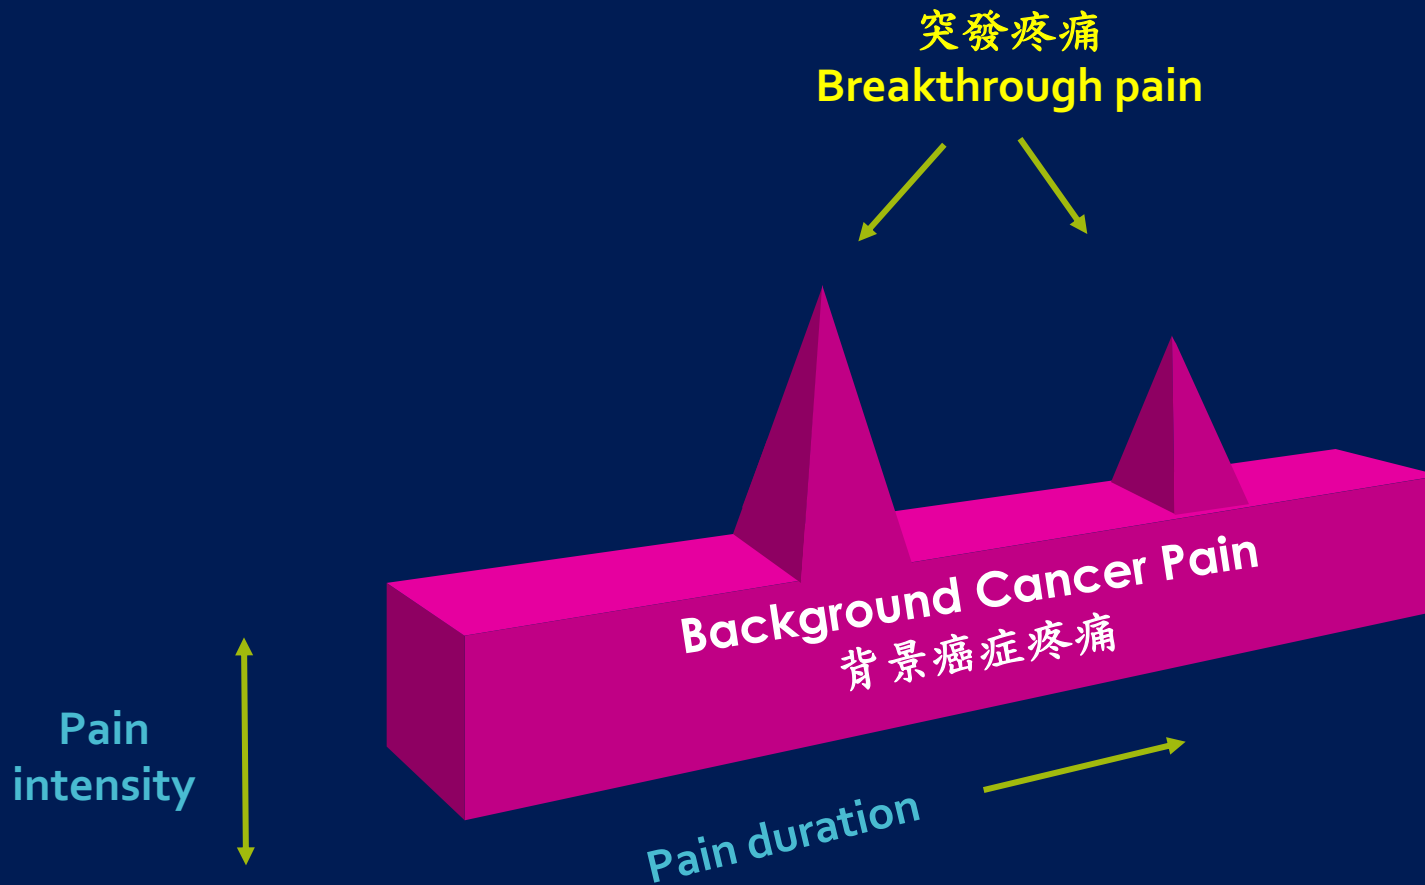 突發疼痛
Breakthrough pain
Background Cancer Pain
背景癌症疼痛
Pain
intensity
Pain duration